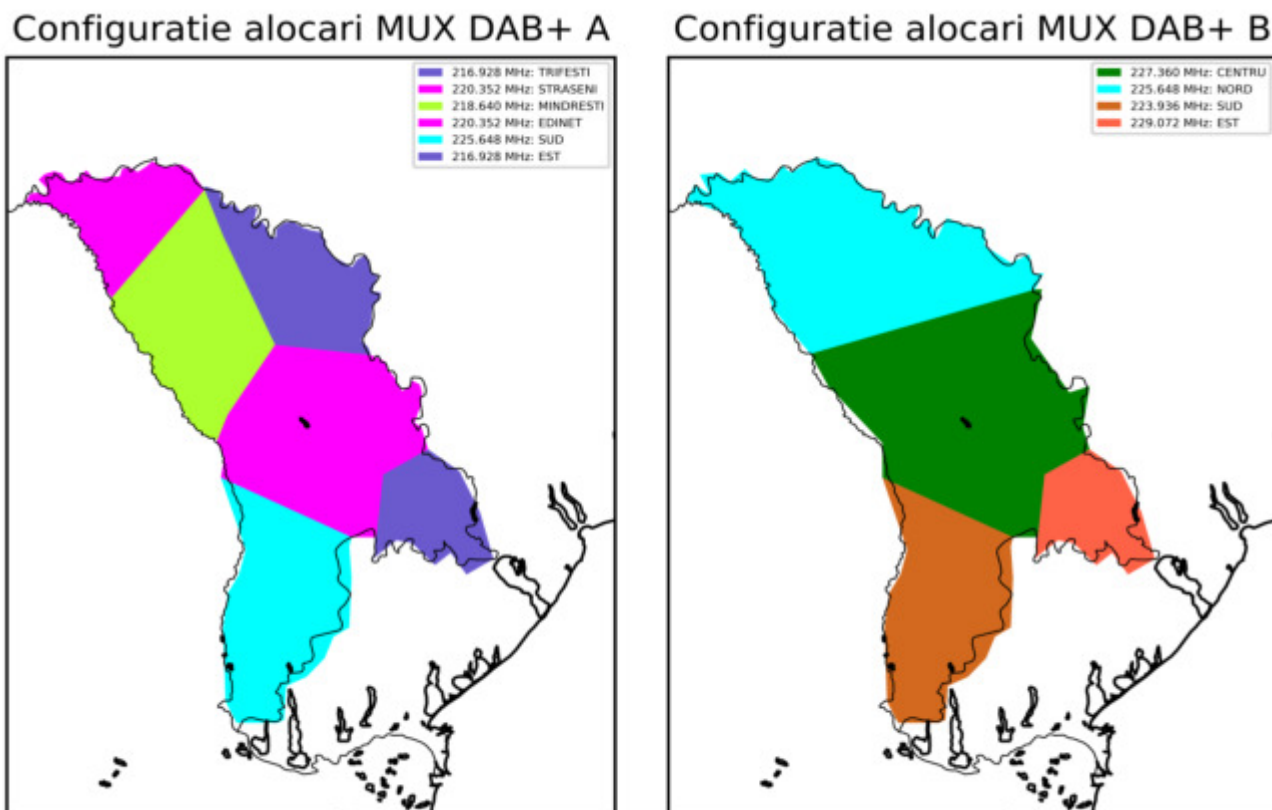 Configuratie alocari MUX DAB+ A
216.928 MHz: TRIFESTI
220.352 MHz: STRASENI
218.640 MHz: MINDRESTI
220.352 MHz: EDINET
225.648 MHz: SUD
216.928 MHz: EST
Configuratie alocari MUX DAB+ B
227.360 MHz: CENTRU
225.648 MHz: NORD
223.936 MHz: SUD
229.072 MHz: EST